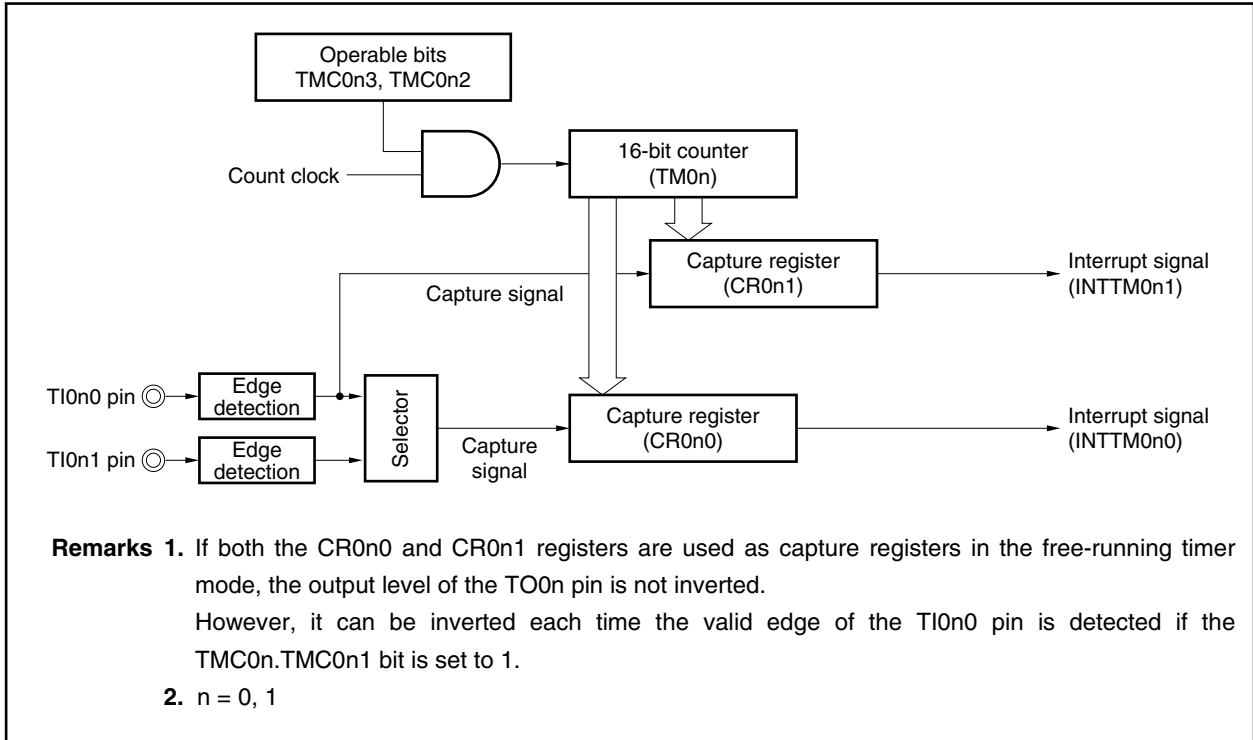 Operable bits
TMC0n3, TMC0n2
Count clock
16-bit counter
(TM0n)
Capture register
(CR0n1)
Interrupt signal
(INTTM0n1)
Capture signal
TI0n0 pin
Edge
detection
TI0n1 pin
Edge
detection
Selector
Capture
signal
Capture register
(CR0n0)
Interrupt signal
(INTTM0n0)
Remarks 1. If both the CR0n0 and CR0n1 registers are used as capture registers in the free-running timer
mode, the output level of the TO0n pin is not inverted.
However, it can be inverted each time the valid edge of the TI0n0 pin is detected if the
TMC0n.TMC0n1 bit is set to 1.
2. n = 0, 1